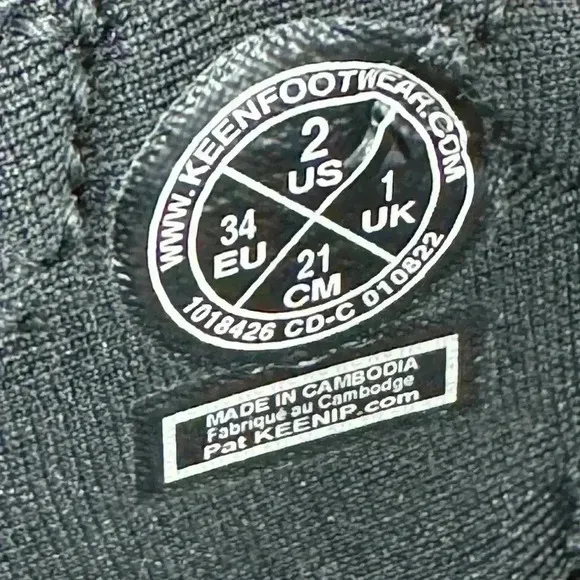 WWW.KEENFOOTWEAR.COM
2
US
1
UK
34
EU
21
CM
1018426 CD-C 010822
MADE IN CAMBODIA
Fabriqué au Cambodge
Pat KEENIP.com